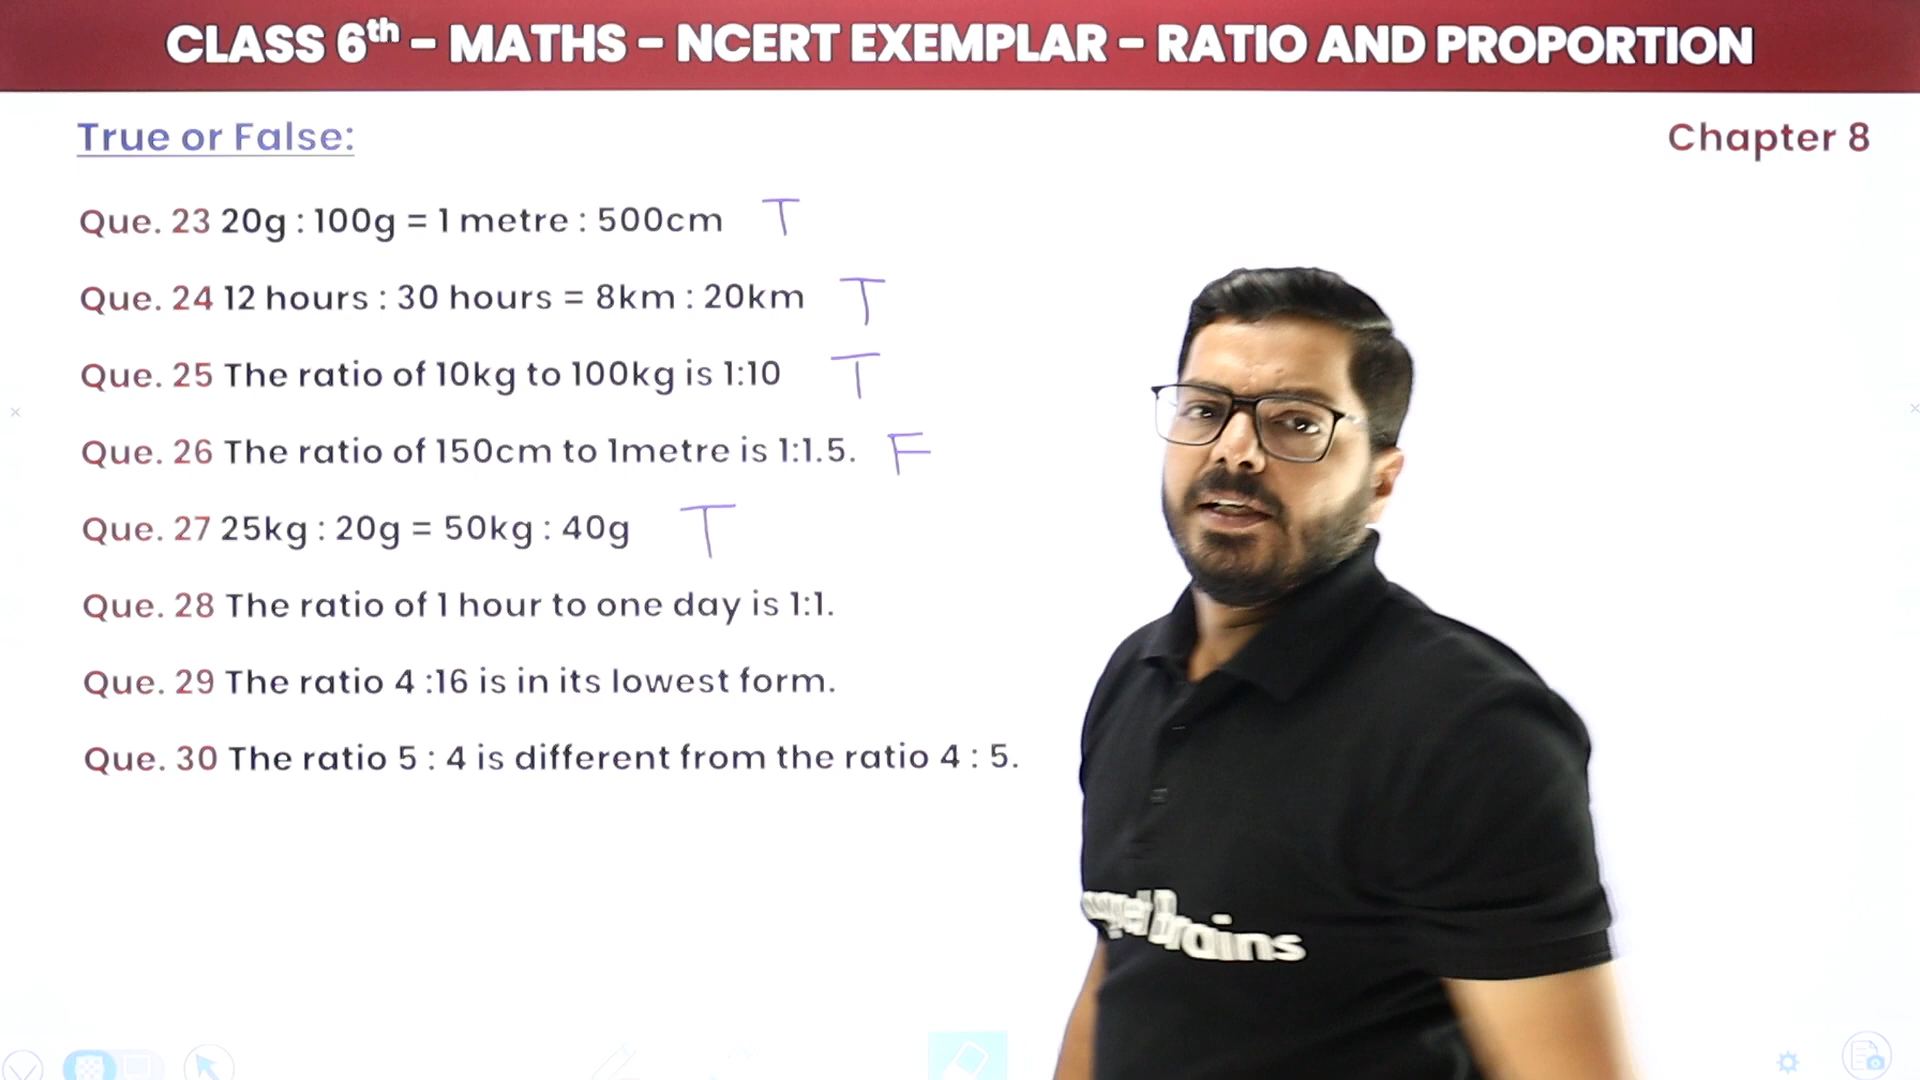 CLASS 6th – MATHS – NCERT EXEMPLAR – RATIO AND PROPORTION
True or False:
Chapter 8
Que. 23 20g : 100g = 1 metre : 500cm T
Que. 24 12 hours : 30 hours = 8km : 20km T
Que. 25 The ratio of 10kg to 100kg is 1:10 T
Que. 26 The ratio of 150cm to 1metre is 1:1.5. F
Que. 27 25kg : 20g = 50kg : 40g T
Que. 28 The ratio of 1 hour to one day is 1:1.
Que. 29 The ratio 4 :16 is in its lowest form.
Que. 30 The ratio 5 : 4 is different from the ratio 4 : 5.
Brains